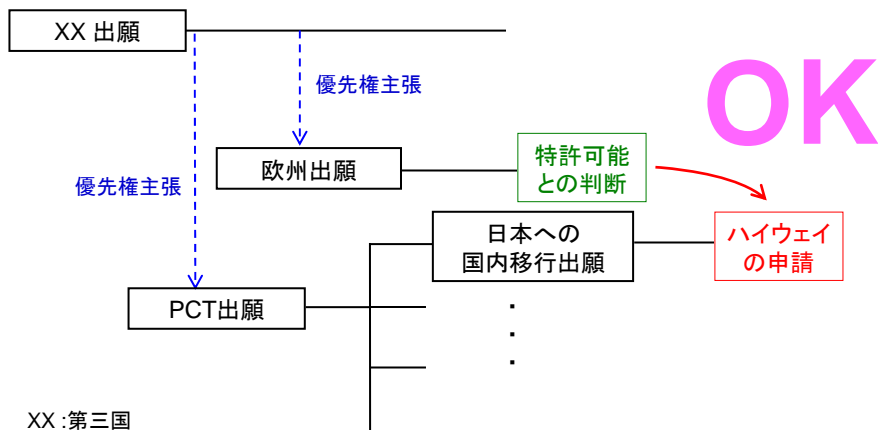 XX 出願
OK
優先権主張
欧州出願
特許可能
との判断
優先権主張
日本への
国内移行出願
ハイウェイ
の申請
PCT出願
・
・
・
XX :第三国